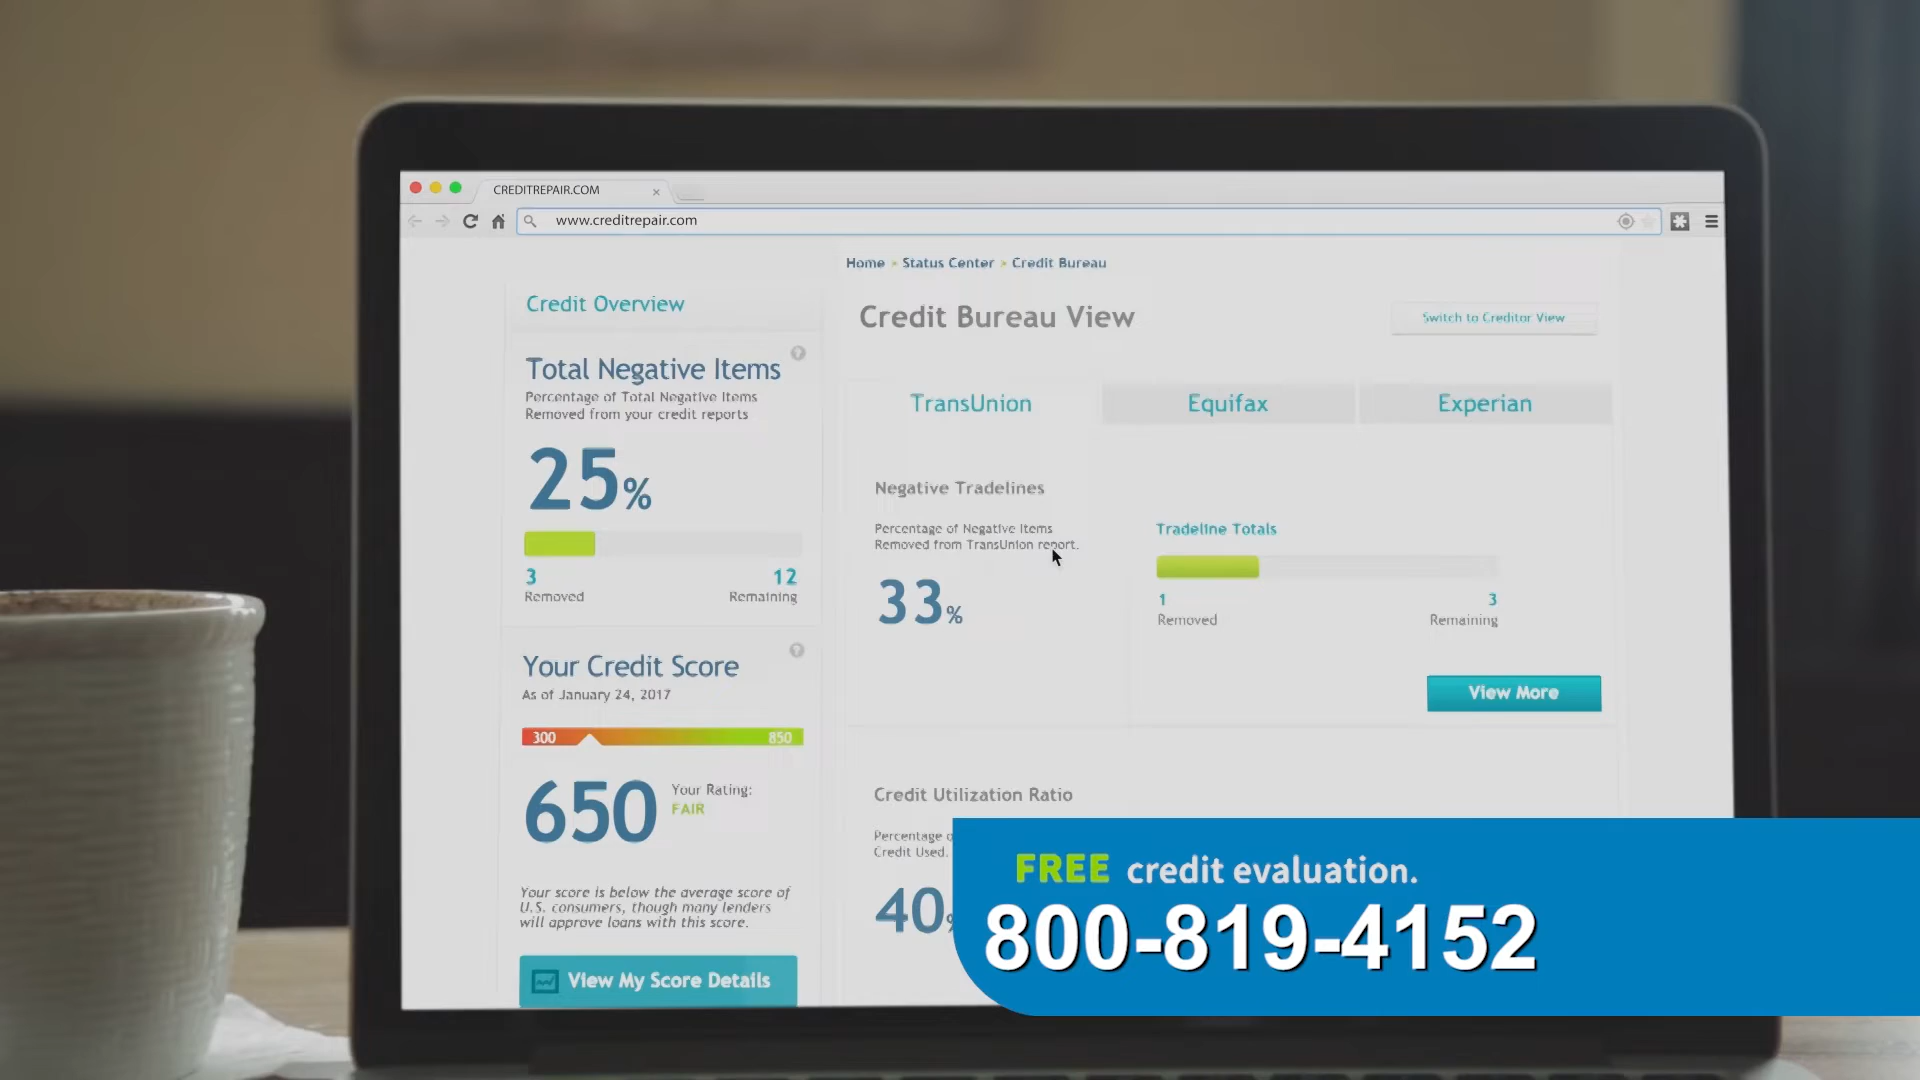 CREDITREPAIR.COM
www.creditrepair.com
Home > Status Center > Credit Bureau
Credit Overview
Total Negative Items
Percentage of Total Negative Items
Removed from your credit reports
25%
3
12
Removed
Remaining
Your Credit Score
As of January 24, 2017
300
850
650
Your Rating:
FAIR
Your score is below the average score of
U.S. consumers, though many lenders
will approve loans with this score.
View My Score Details
Credit Bureau View
Switch to Creditor View
TransUnion
Equifax
Experian
Negative Tradelines
Percentage of Negative Items
Removed from TransUnion report.
33%
Tradeline Totals
1
3
Removed
Remaining
View More
Credit Utilization Ratio
Percentage
Credit Used.
40%
FREE credit evaluation.
800-819-4152